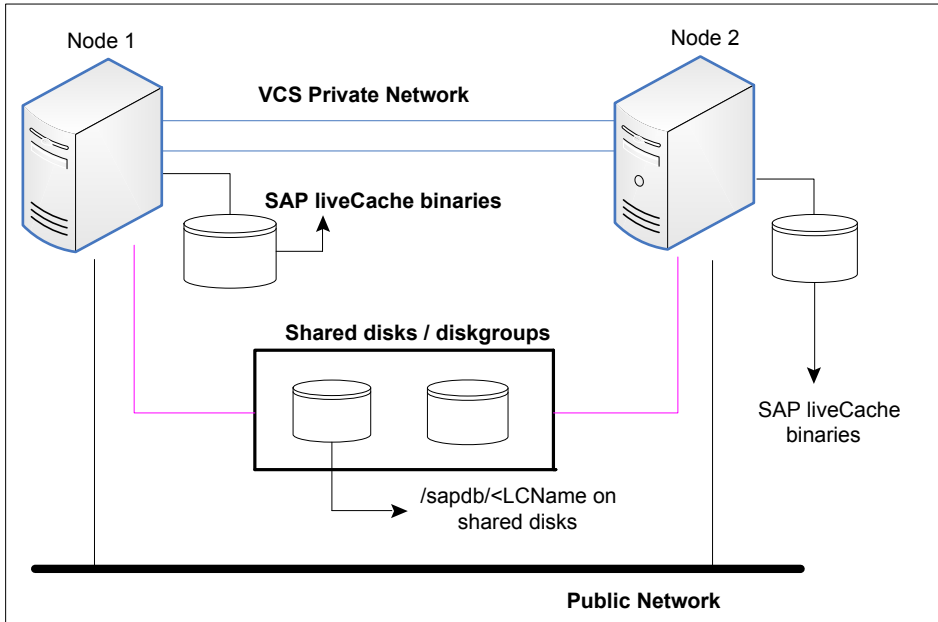 Node 1
Node 2
VCS Private Network
SAP liveCache binaries
Shared disks / diskgroups
SAP liveCache
binaries
/sapdb/<LCName on
shared disks
Public Network